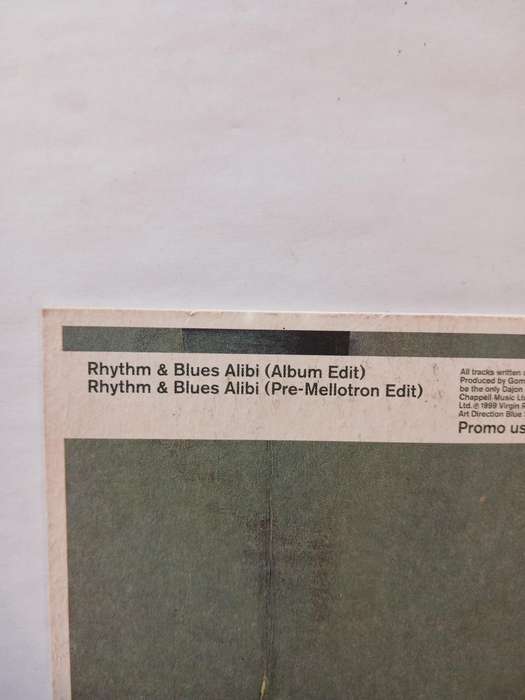 Rhythm & Blues Alibi (Album Edit)
Rhythm & Blues Alibi (Pre-Mellotron Edit)
All tracks written
Produced by Gom
be the only Dajon
Chappell Music Lt
Ltd. ℗ 1999 Virgin R
Art Direction Blue
Promo us